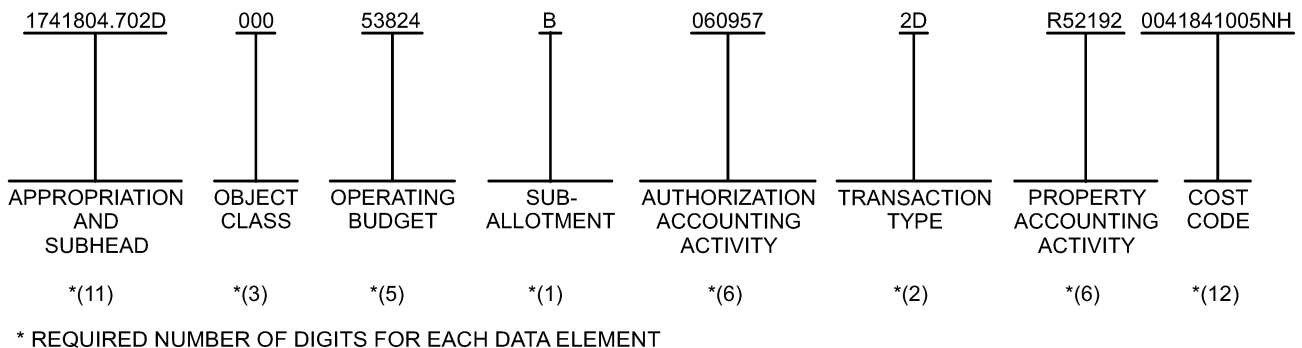 1741804.702D 000 53824 B 060957 2D R52192 0041841005NH
APPROPRIATION OBJECT OPERATING SUB- AUTHORIZATION TRANSACTION PROPERTY COST
AND CLASS BUDGET ALLOTMENT ACCOUNTING TYPE ACCOUNTING CODE
SUBHEAD ACTIVITY ACTIVITY
*(11) *(3) *(5) *(1) *(6) *(2) *(6) *(12)
* REQUIRED NUMBER OF DIGITS FOR EACH DATA ELEMENT